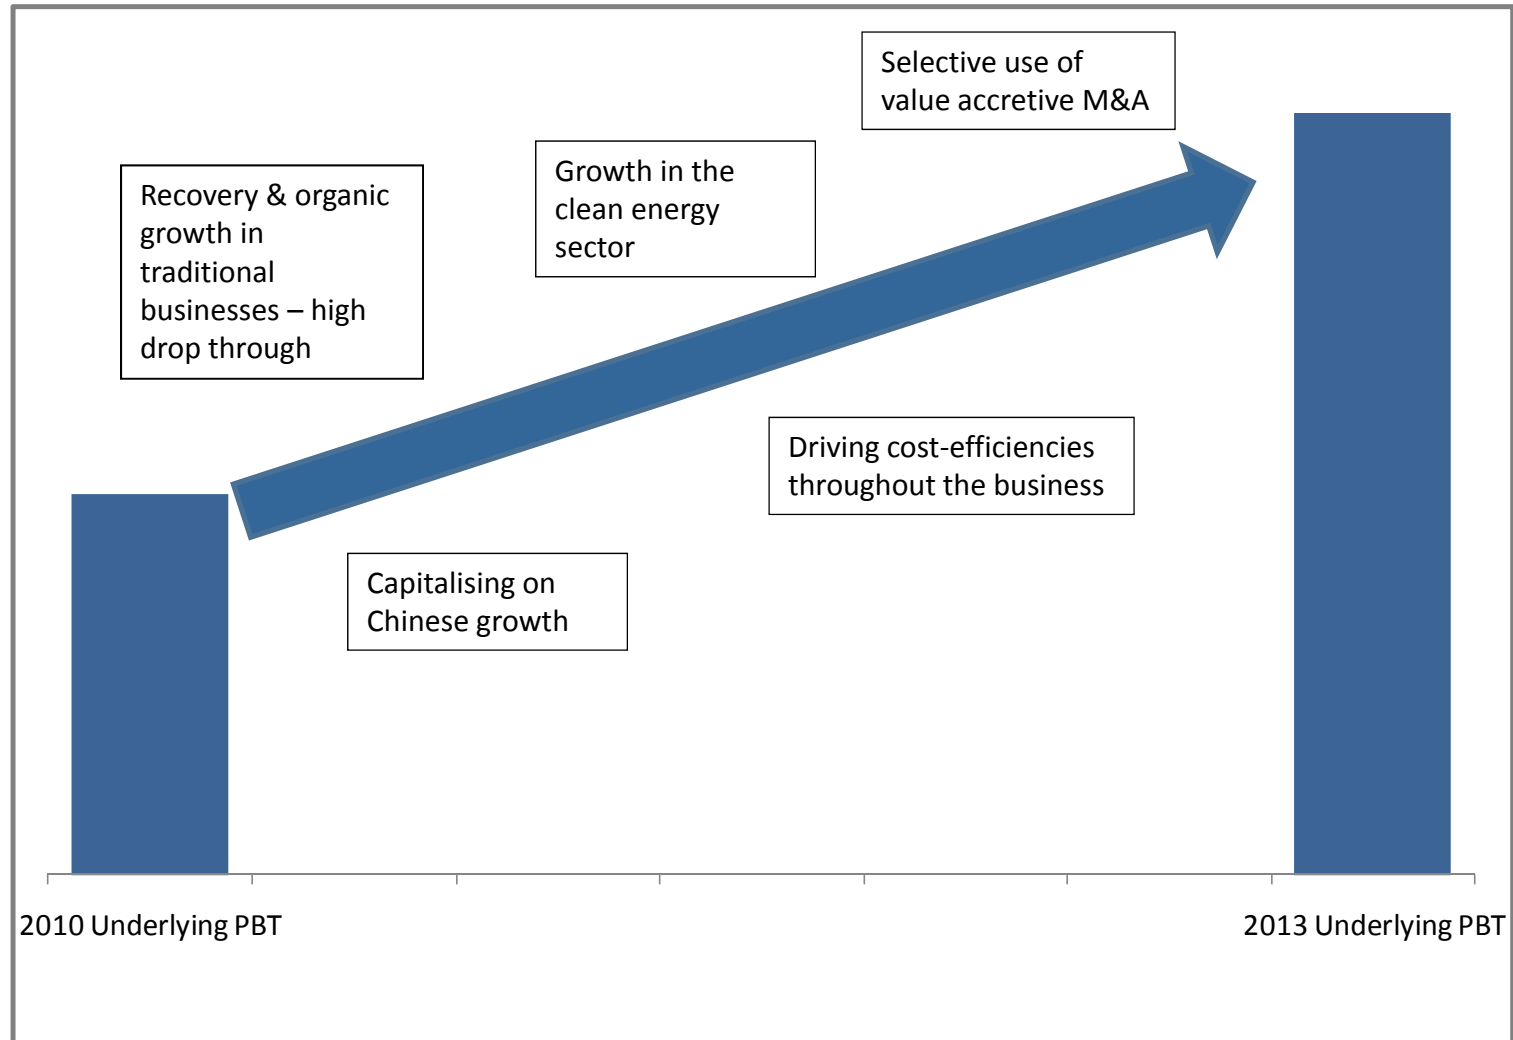 Selective use of
value accretive M&A
Growth in the
clean energy
sector
Recovery & organic
growth in
traditional
businesses – high
drop through
Driving cost-efficiencies
throughout the business
Capitalising on
Chinese growth
2010 Underlying PBT
2013 Underlying PBT